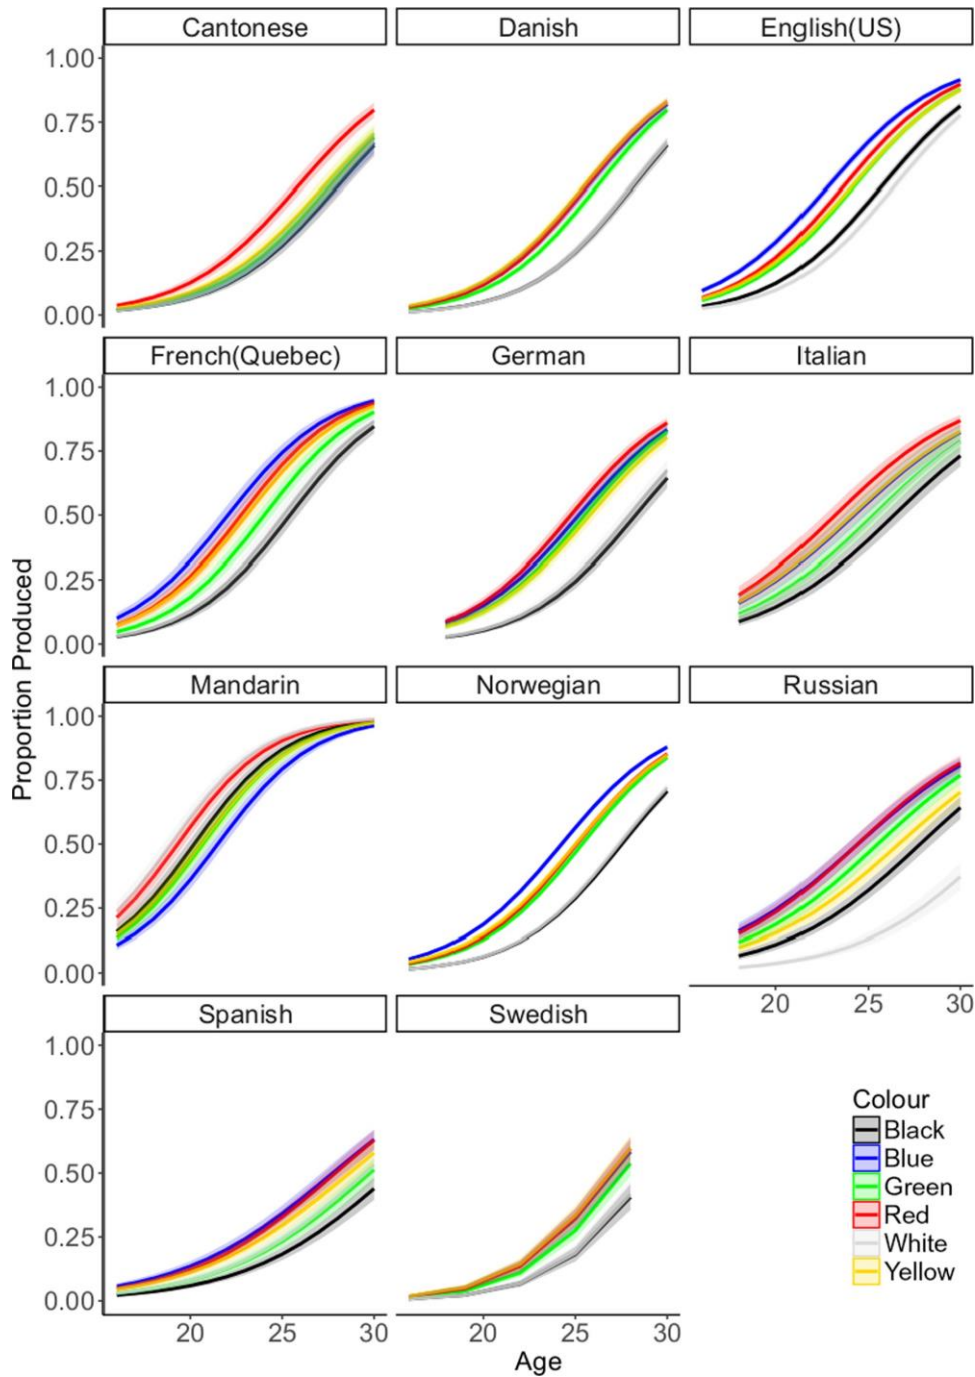 Cantonese Danish English(US)
1.00
0.75
0.50
0.25
0.00
French(Quebec) German Italian
1.00
0.75
0.50
0.25
0.00
Mandarin Norwegian Russian
1.00
0.75
0.50
0.25
0.00
20 25 30
Spanish Swedish
1.00
0.75
0.50
0.25
0.00
20 25 30 20 25 30
Proportion Produced
Age
Colour
Black
Blue
Green
Red
White
Yellow